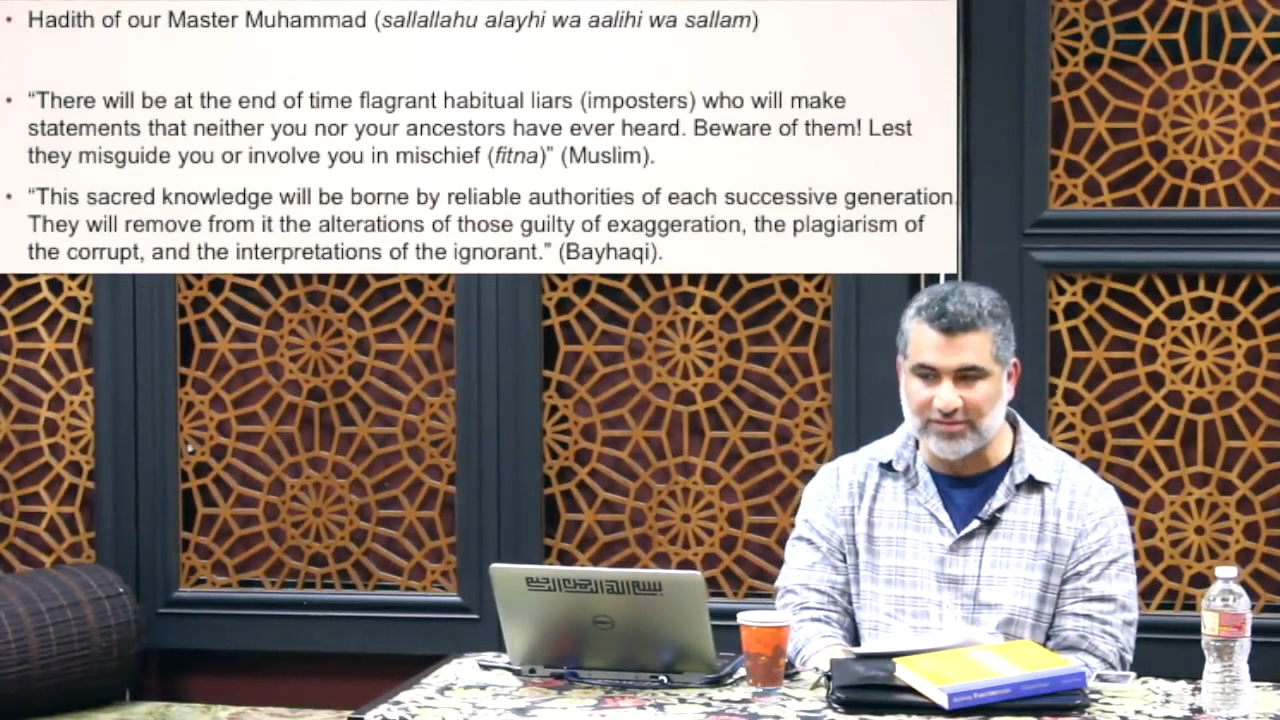 • Hadith of our Master Muhammad (sallallahu alayhi wa aalihi wa sallam)
• “There will be at the end of time flagrant habitual liars (imposters) who will make
statements that neither you nor your ancestors have ever heard. Beware of them! Lest
they misguide you or involve you in mischief (fitna)” (Muslim).
• “This sacred knowledge will be borne by reliable authorities of each successive generation.
They will remove from it the alterations of those guilty of exaggeration, the plagiarism of
the corrupt, and the interpretations of the ignorant.” (Bayhaqi).
بسم الله الرحمن الرحيم
DELL